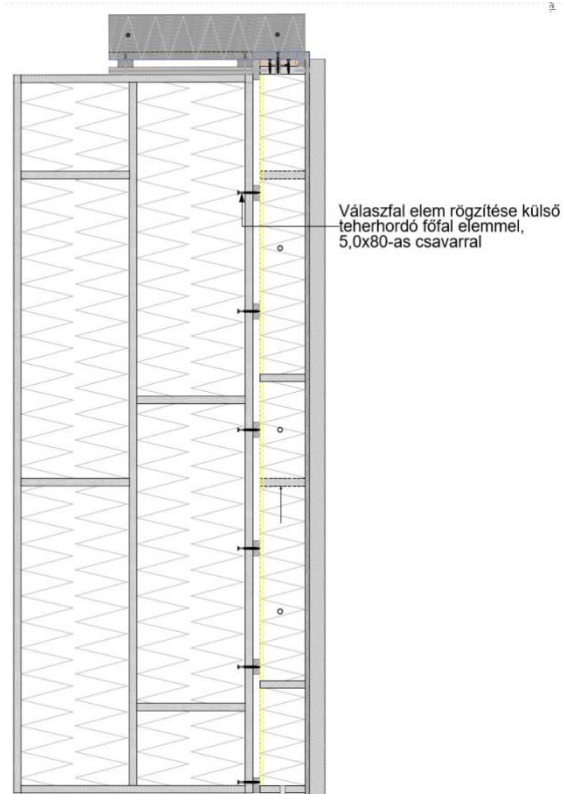 Válaszfal elem rögzítése külső
teherhordó főfal elemmel,
5,0x80-as csavarral